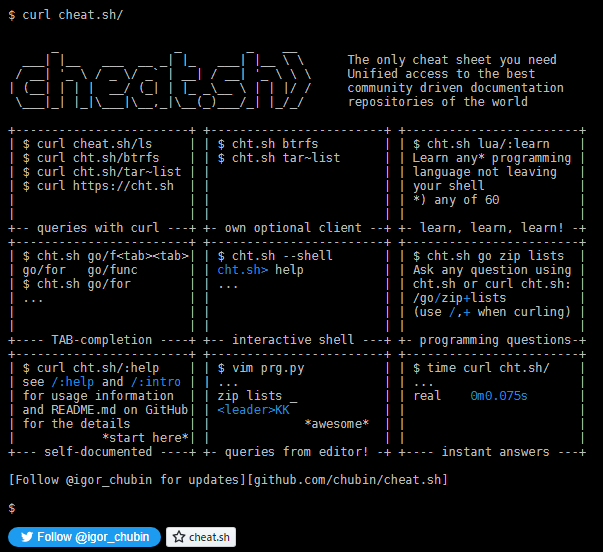 $ curl cheat.sh/
cheat.sh
The only cheat sheet you need
Unified access to the best
community driven documentation
repositories of the world
$ curl cheat.sh/ls
$ curl cht.sh/btrfs
$ curl cht.sh/tar~list
$ curl https://cht.sh
queries with curl
$ cht.sh btrfs
$ cht.sh tar~list
own optional client
$ cht.sh lua/:learn
Learn any* programming
language not leaving
your shell
*) any of 60
learn, learn, learn!
$ cht.sh go/f<tab><tab>
go/for   go/func
$ cht.sh go/for
...
TAB-completion
$ cht.sh --shell
cht.sh> help
...
interactive shell
$ cht.sh go zip lists
Ask any question using
cht.sh or curl cht.sh:
/go/zip+lists
(use /,+ when curling)
programming questions
$ curl cht.sh/:help
see /:help and /:intro
for usage information
and README.md on GitHub
for the details
*start here*
self-documented
$ vim prg.py
...
zip lists _
<leader>KK
*awesome*
queries from editor!
$ time curl cht.sh/
...
real    0m0.075s
instant answers
[Follow @igor_chubin for updates][github.com/chubin/cheat.sh]
$
Follow @igor_chubin
cheat.sh